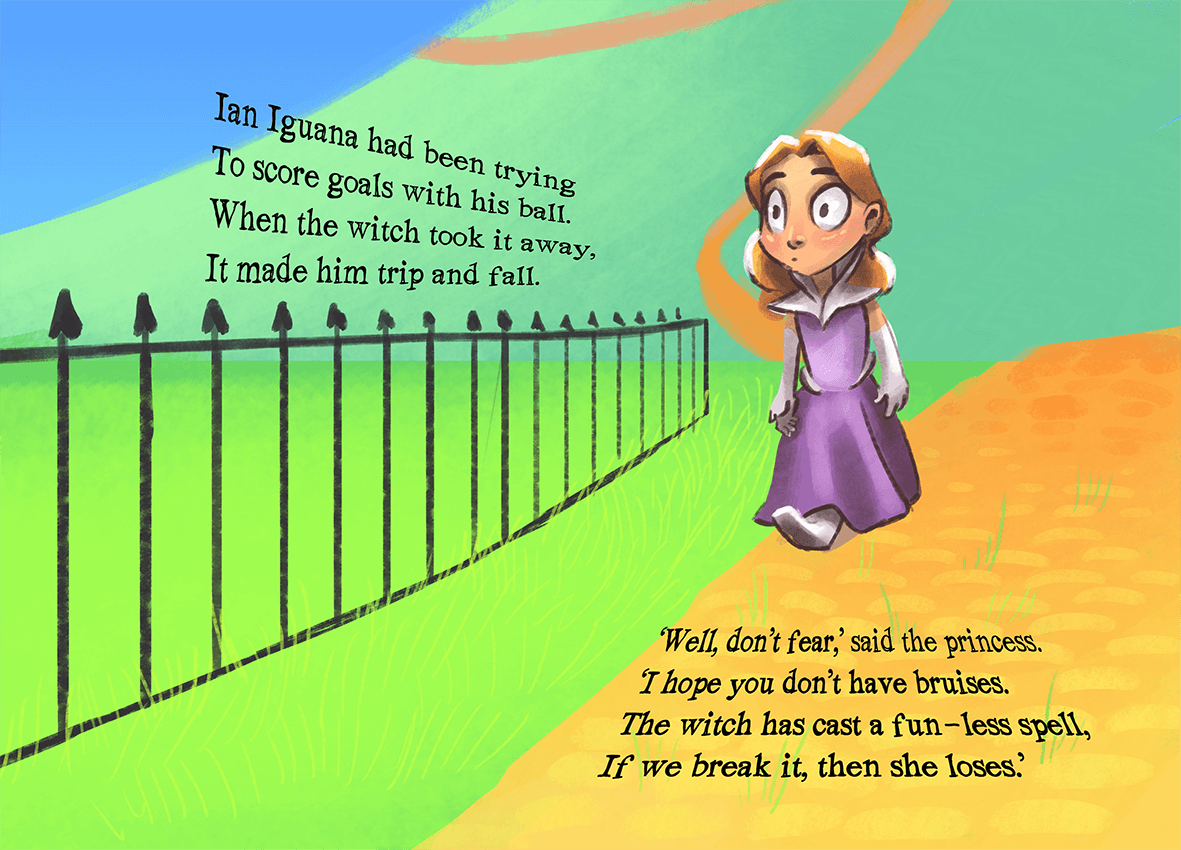 Ian Iguana had been trying
To score goals with his ball.
When the witch took it away,
It made him trip and fall.
‘Well, don’t fear,’ said the princess.
‘I hope you don’t have bruises.
The witch has cast a fun-less spell,
If we break it, then she loses.’